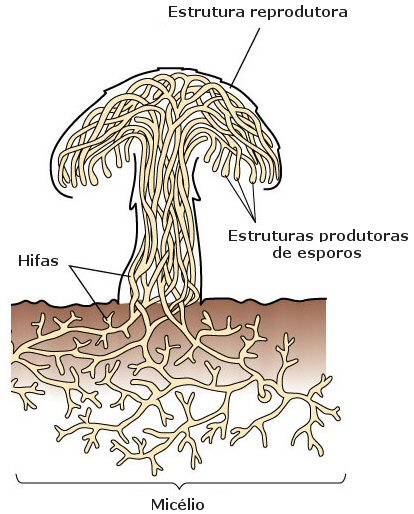 Estrutura reprodutora
Estruturas produtoras
de esporos
Hifas
Micélio